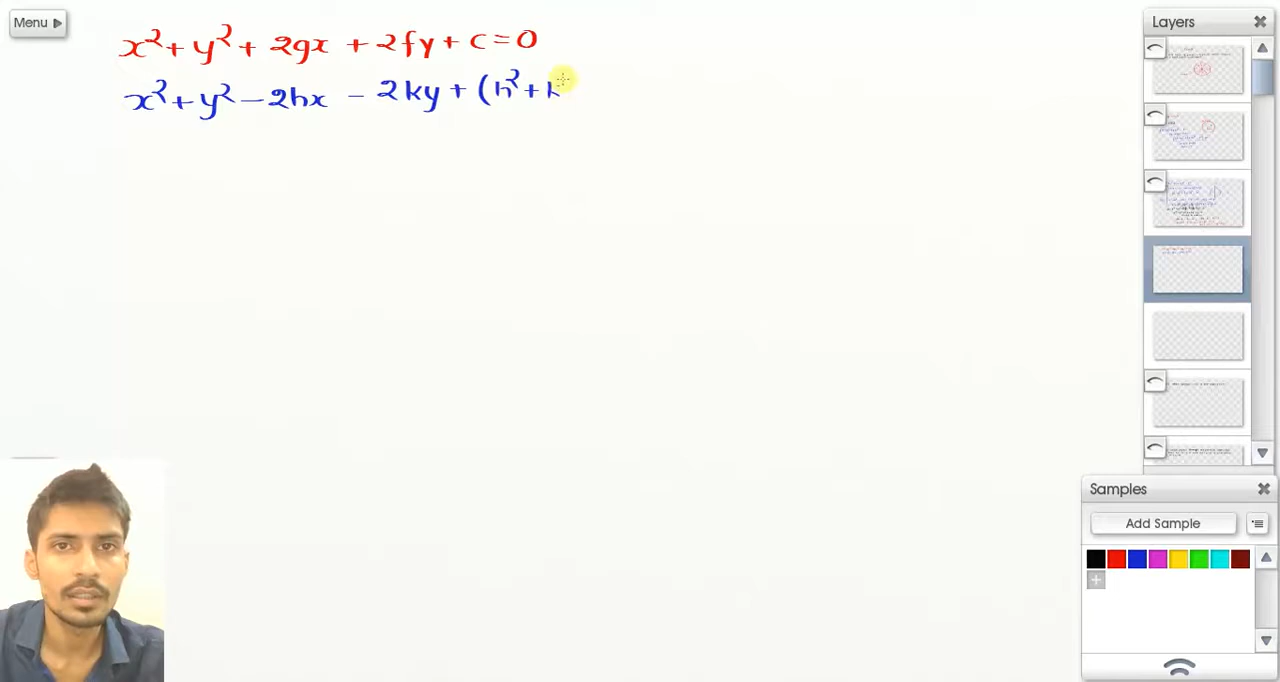 Menu
x²+y²+2gx+2fy+c=0
x²+y²-2hx-2ky+(h²+k
Layers
Samples
Add Sample